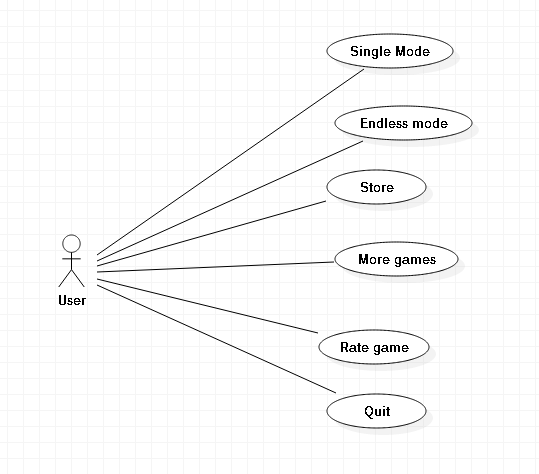 Single Mode
Endless mode
Store
More games
User
Rate game
Quit